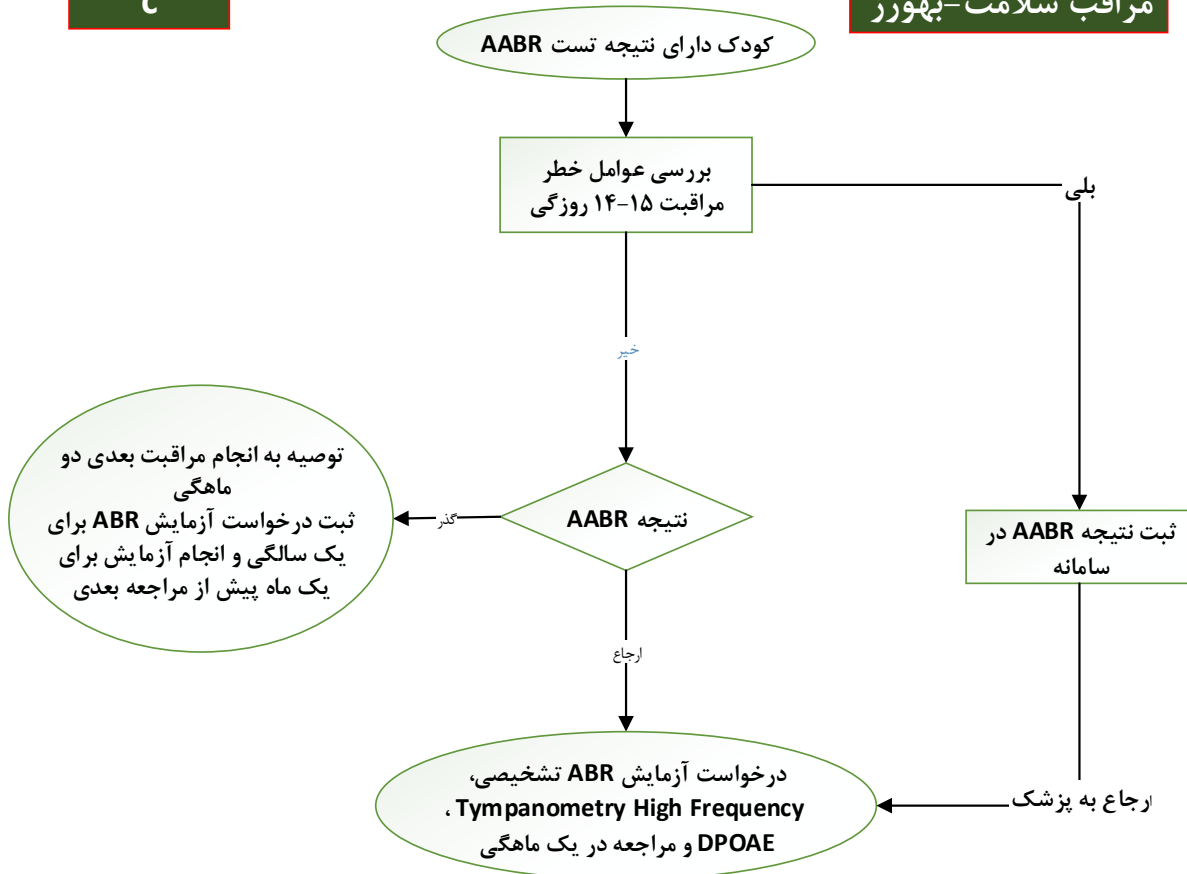 C
مراقب سلامت-بهورز
کودک دارای نتیجه تست AABR
بررسی عوامل خطر
مراقبت ۱۵-۱۴ روزگی
بلی
خیر
توصیه به انجام مراقبت بعدی دو
ماهگی
ثبت درخواست آزمایش ABR برای
یک سالگی و انجام آزمایش برای
یک ماه پیش از مراجعه بعدی
گذر
نتیجه AABR
ثبت نتیجه AABR در
سامانه
ارجاع
درخواست آزمایش ABR تشخیصی،
Tympanometry High Frequency ،
DPOAE و مراجعه در یک ماهگی
ارجاع به پزشک